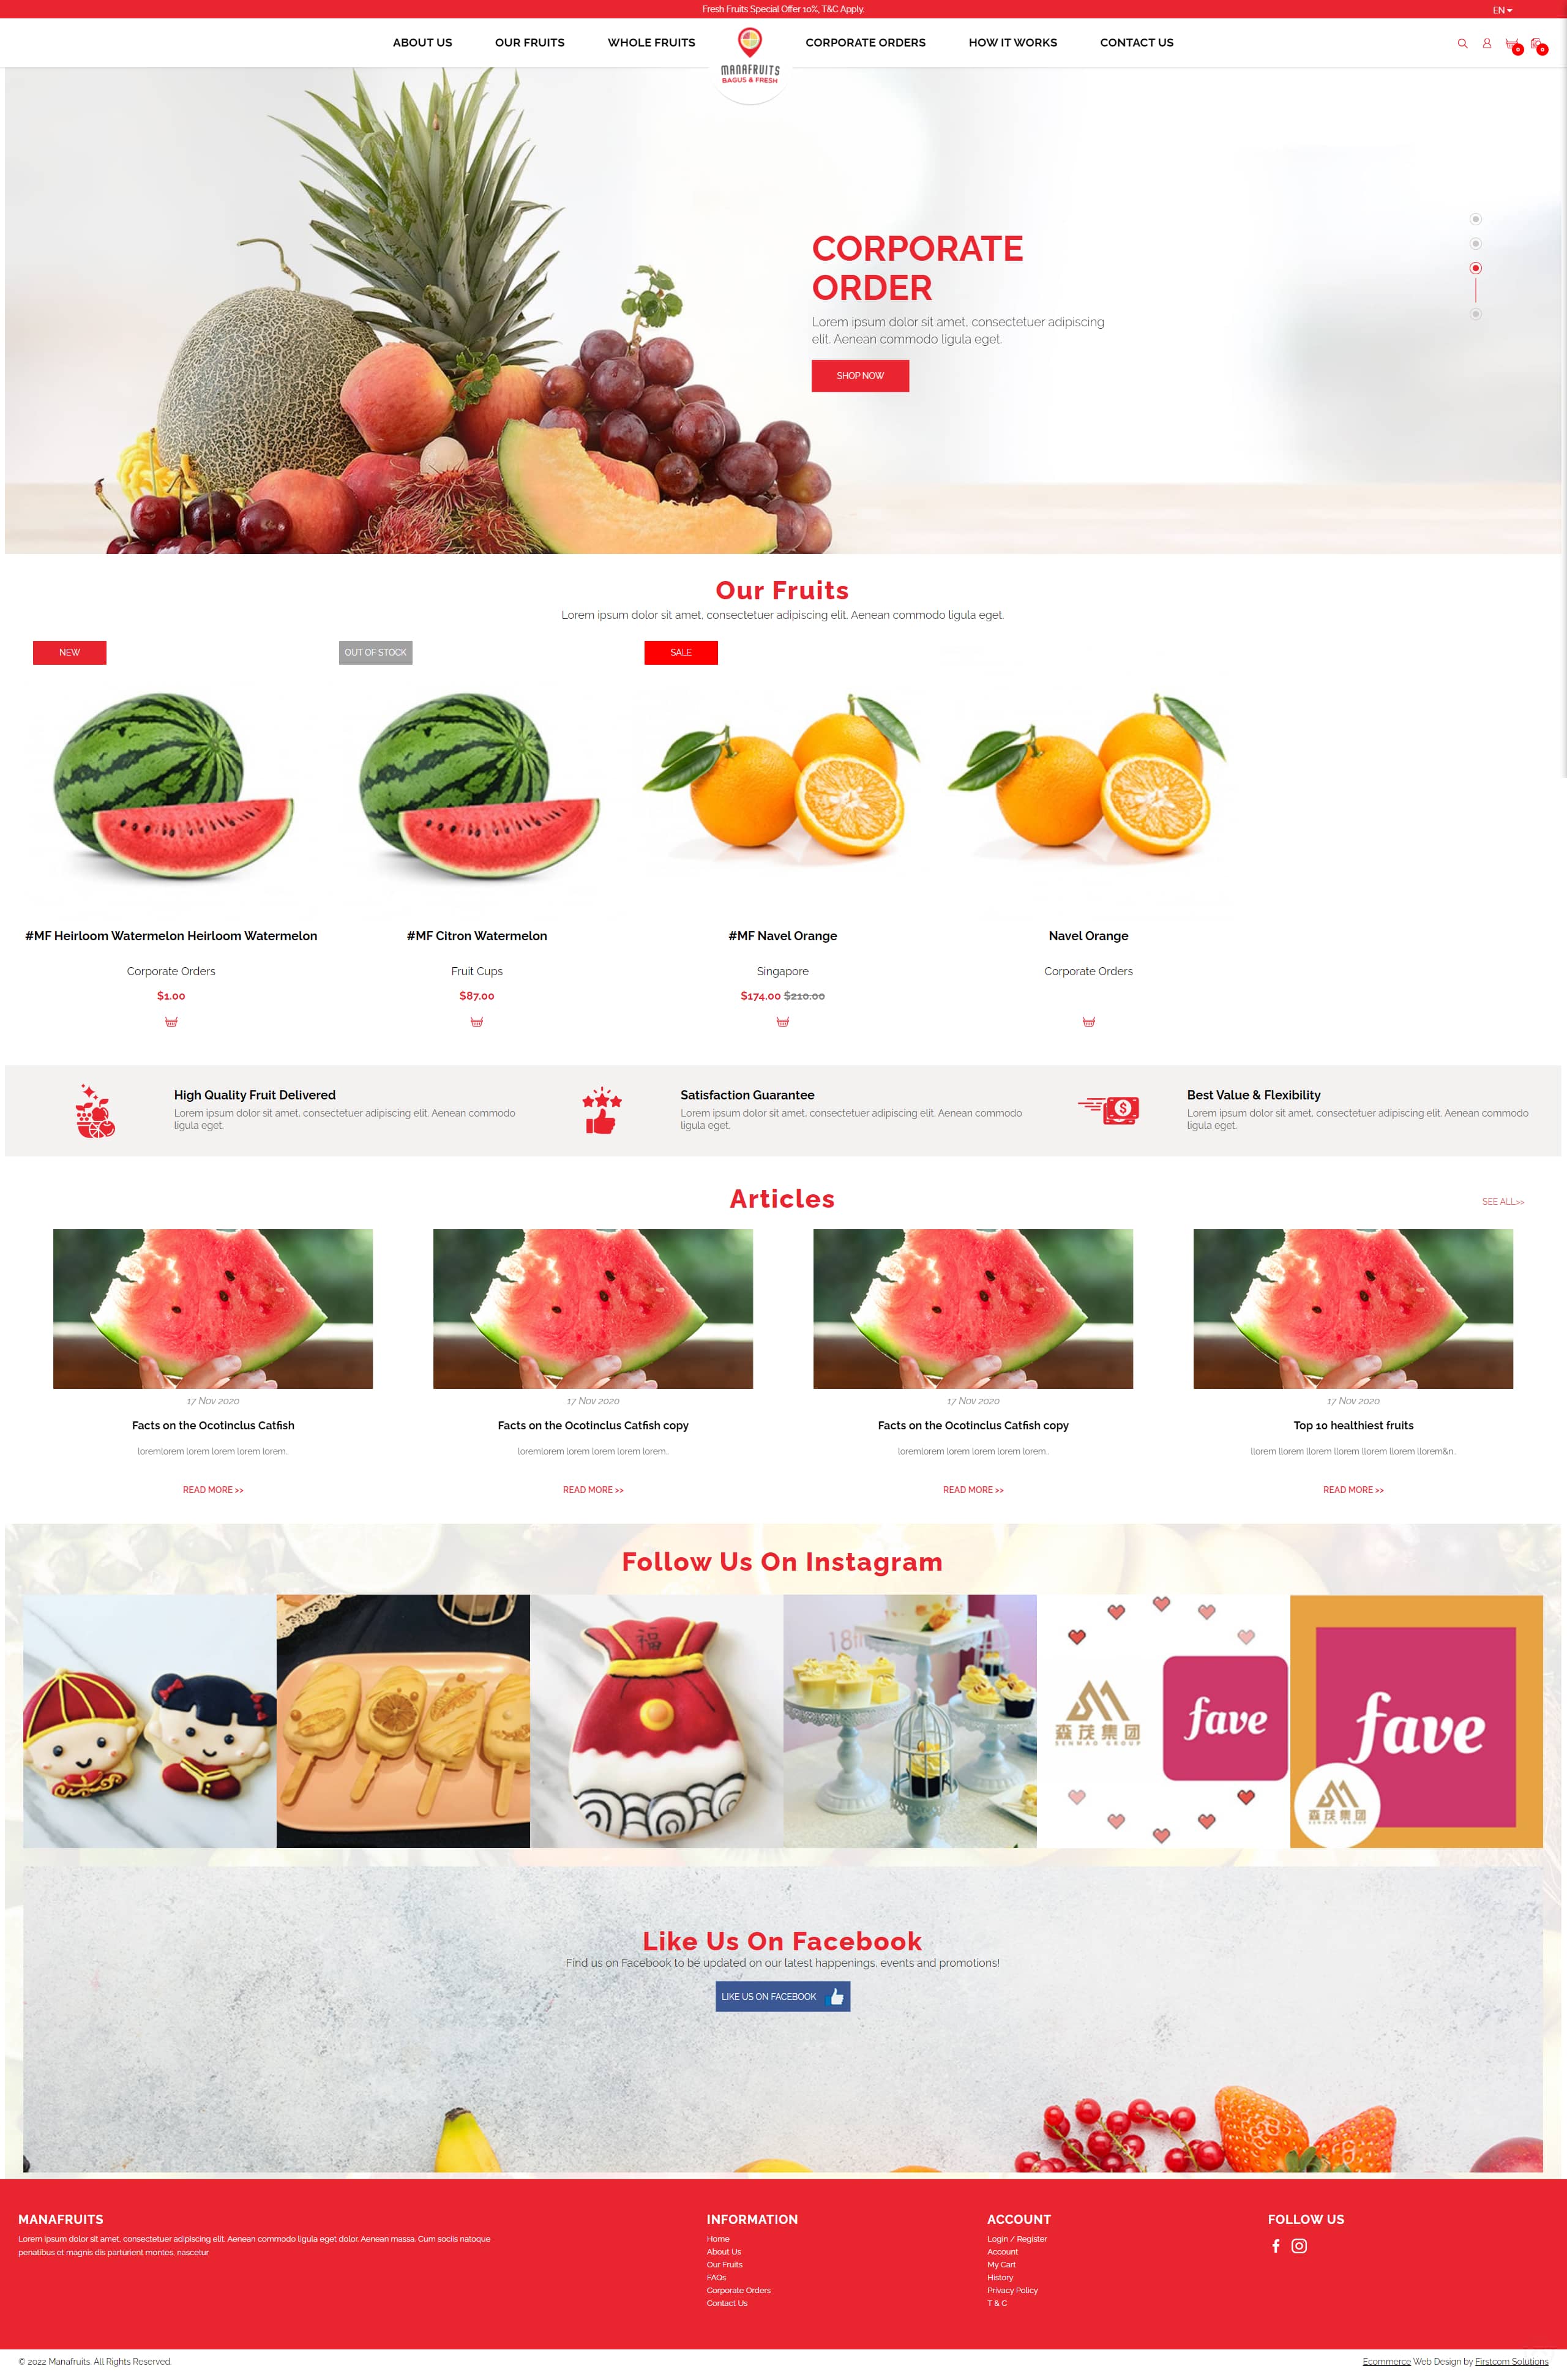 Fresh Fruits Special Offer 10%, T&C Apply.
EN
ABOUT US
OUR FRUITS
WHOLE FRUITS
MANAFRUITS
BAGUS & FRESH
CORPORATE ORDERS
HOW IT WORKS
CONTACT US
0
0
CORPORATE
ORDER
Lorem ipsum dolor sit amet, consectetuer adipiscing
elit. Aenean commodo ligula eget.
SHOP NOW
Our Fruits
Lorem ipsum dolor sit amet, consectetuer adipiscing elit. Aenean commodo ligula eget.
NEW
OUT OF STOCK
SALE
#MF Heirloom Watermelon Heirloom Watermelon
Corporate Orders
$1.00
#MF Citron Watermelon
Fruit Cups
$87.00
#MF Navel Orange
Singapore
$174.00 $210.00
Navel Orange
Corporate Orders
High Quality Fruit Delivered
Lorem ipsum dolor sit amet, consectetuer adipiscing elit. Aenean commodo
ligula eget.
Satisfaction Guarantee
Lorem ipsum dolor sit amet, consectetuer adipiscing elit. Aenean commodo
ligula eget.
Best Value & Flexibility
Lorem ipsum dolor sit amet, consectetuer adipiscing elit. Aenean commodo
ligula eget.
Articles
SEE ALL>>
17 Nov 2020
Facts on the Ocotinclus Catfish
loremlorem lorem lorem lorem lorem..
READ MORE >>
17 Nov 2020
Facts on the Ocotinclus Catfish copy
loremlorem lorem lorem lorem lorem..
READ MORE >>
17 Nov 2020
Facts on the Ocotinclus Catfish copy
loremlorem lorem lorem lorem lorem..
READ MORE >>
17 Nov 2020
Top 10 healthiest fruits
llorem llorem llorem llorem llorem llorem llorem&n..
READ MORE >>
Follow Us On Instagram
福
18
森茂集团
SENMAO GROUP
fave
fave
森茂集团
SENMAO GROUP
Like Us On Facebook
Find us on Facebook to be updated on our latest happenings, events and promotions!
LIKE US ON FACEBOOK
MANAFRUITS
Lorem ipsum dolor sit amet, consectetuer adipiscing elit. Aenean commodo ligula eget dolor. Aenean massa. Cum sociis natoque
penatibus et magnis dis parturient montes, nascetur
INFORMATION
Home
About Us
Our Fruits
FAQs
Corporate Orders
Contact Us
ACCOUNT
Login / Register
Account
My Cart
History
Privacy Policy
T & C
FOLLOW US
© 2022 Manafruits. All Rights Reserved.
Ecommerce Web Design by Firstcom Solutions